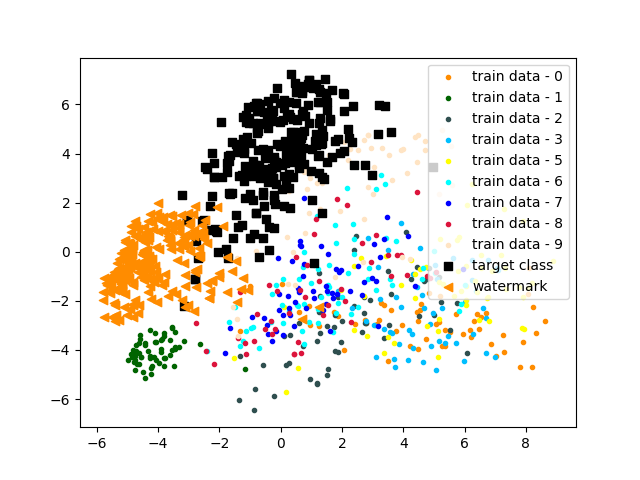 train data - 0
train data - 1
train data - 2
train data - 3
train data - 5
train data - 6
train data - 7
train data - 8
train data - 9
target class
watermark
6
4
2
0
−2
−4
−6
−6
−4
−2
0
2
4
6
8